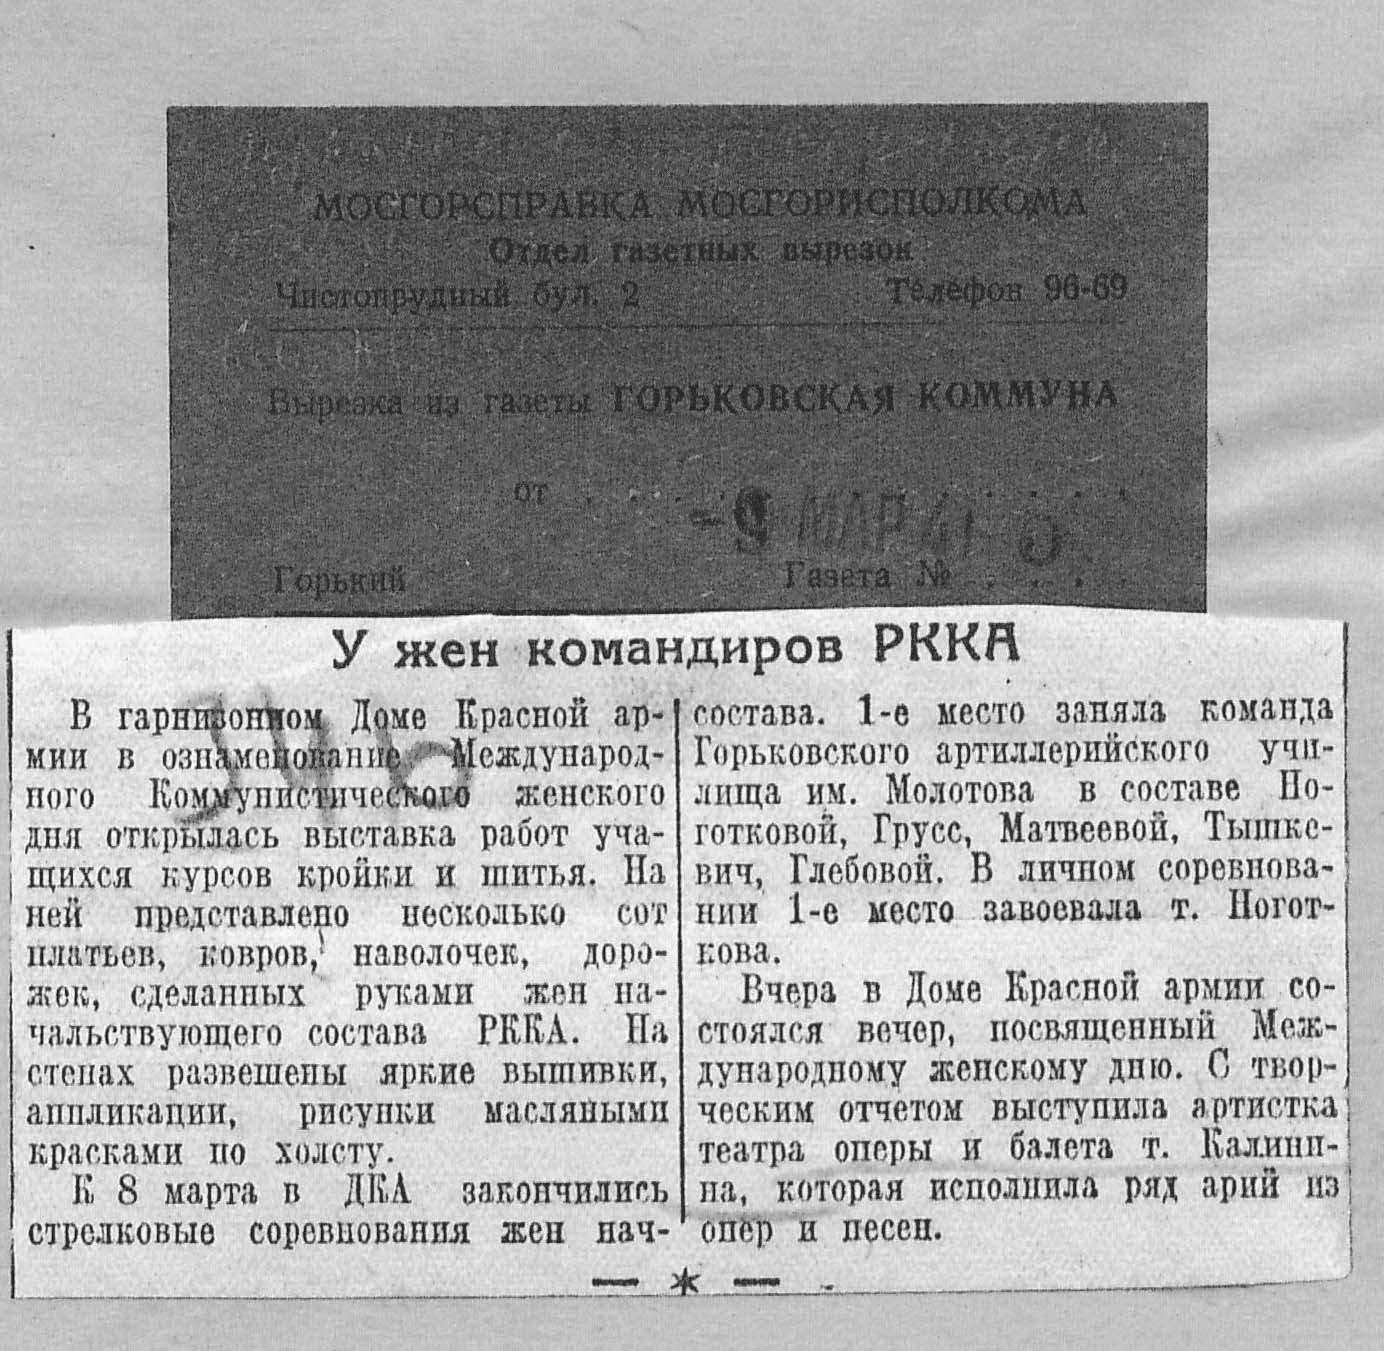 МОСГОРСПРАВКА МОСГОРИСПОЛКОМА
Отдел газетных вырезок
Чистопрудный бул. 2 Телефон 96-69
Вырезка из газеты ГОРЬКОВСКАЯ КОММУНА
от . . . . . . . . . .
-9 МАР 41
Горький Газета № . . . .
У жен командиров РККА
В гарнизонном Доме Красной ар-
мии в ознаменование Международ-
ного Коммунистического женского
дня открылась выставка работ уча-
щихся курсов кройки и шитья. На
ней представлено несколько сот
платьев, ковров, наволочек, доро-
жек, сделанных руками жен на-
чальствующего состава РККА. На
стенах развешены яркие вышивки,
аппликации, рисунки масляными
красками по холсту.
К 8 марта в ДКА закончились
стрелковые соревнования жен нач-
состава. 1-е место заняла команда
Горьковского артиллерийского учи-
лища им. Молотова в составе Но-
готковой, Грусс, Матвеевой, Тышке-
вич, Глебовой. В личном соревнова-
нии 1-е место завоевала т. Ногот-
кова.
Вчера в Доме Красной армии со-
стоялся вечер, посвященный Меж-
дународному женскому дню. С твор-
ческим отчетом выступила артистка
театра оперы и балета т. Калини-
на, которая исполнила ряд арий из
опер и песен.